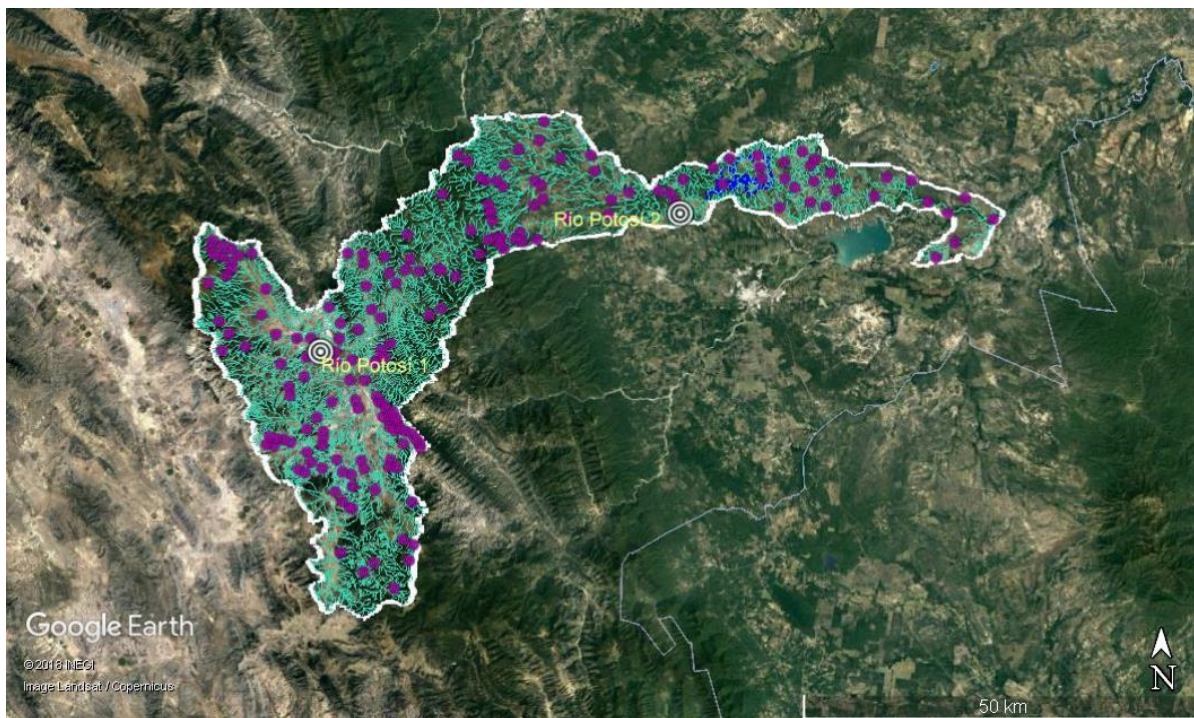 Río Potosí 2
Río Potosí 1
Google Earth
© 2018 INEGI
Image Landsat / Copernicus
N
50 km